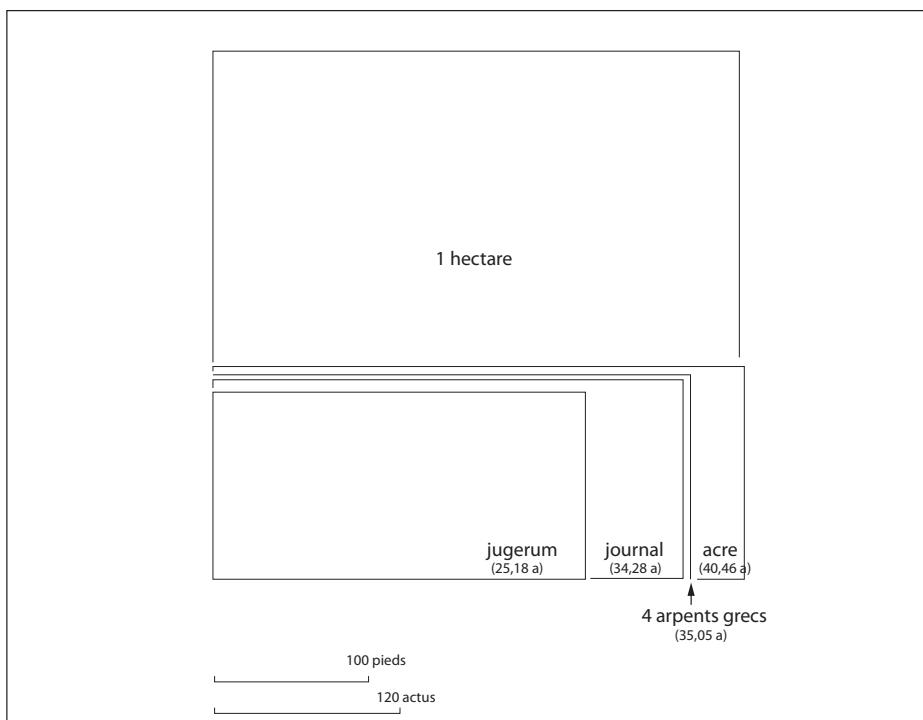 1 hectare
jugerum
(25,18 a)
journal
(34,28 a)
acre
(40,46 a)
4 arpents grecs
(35,05 a)
100 pieds
120 actus